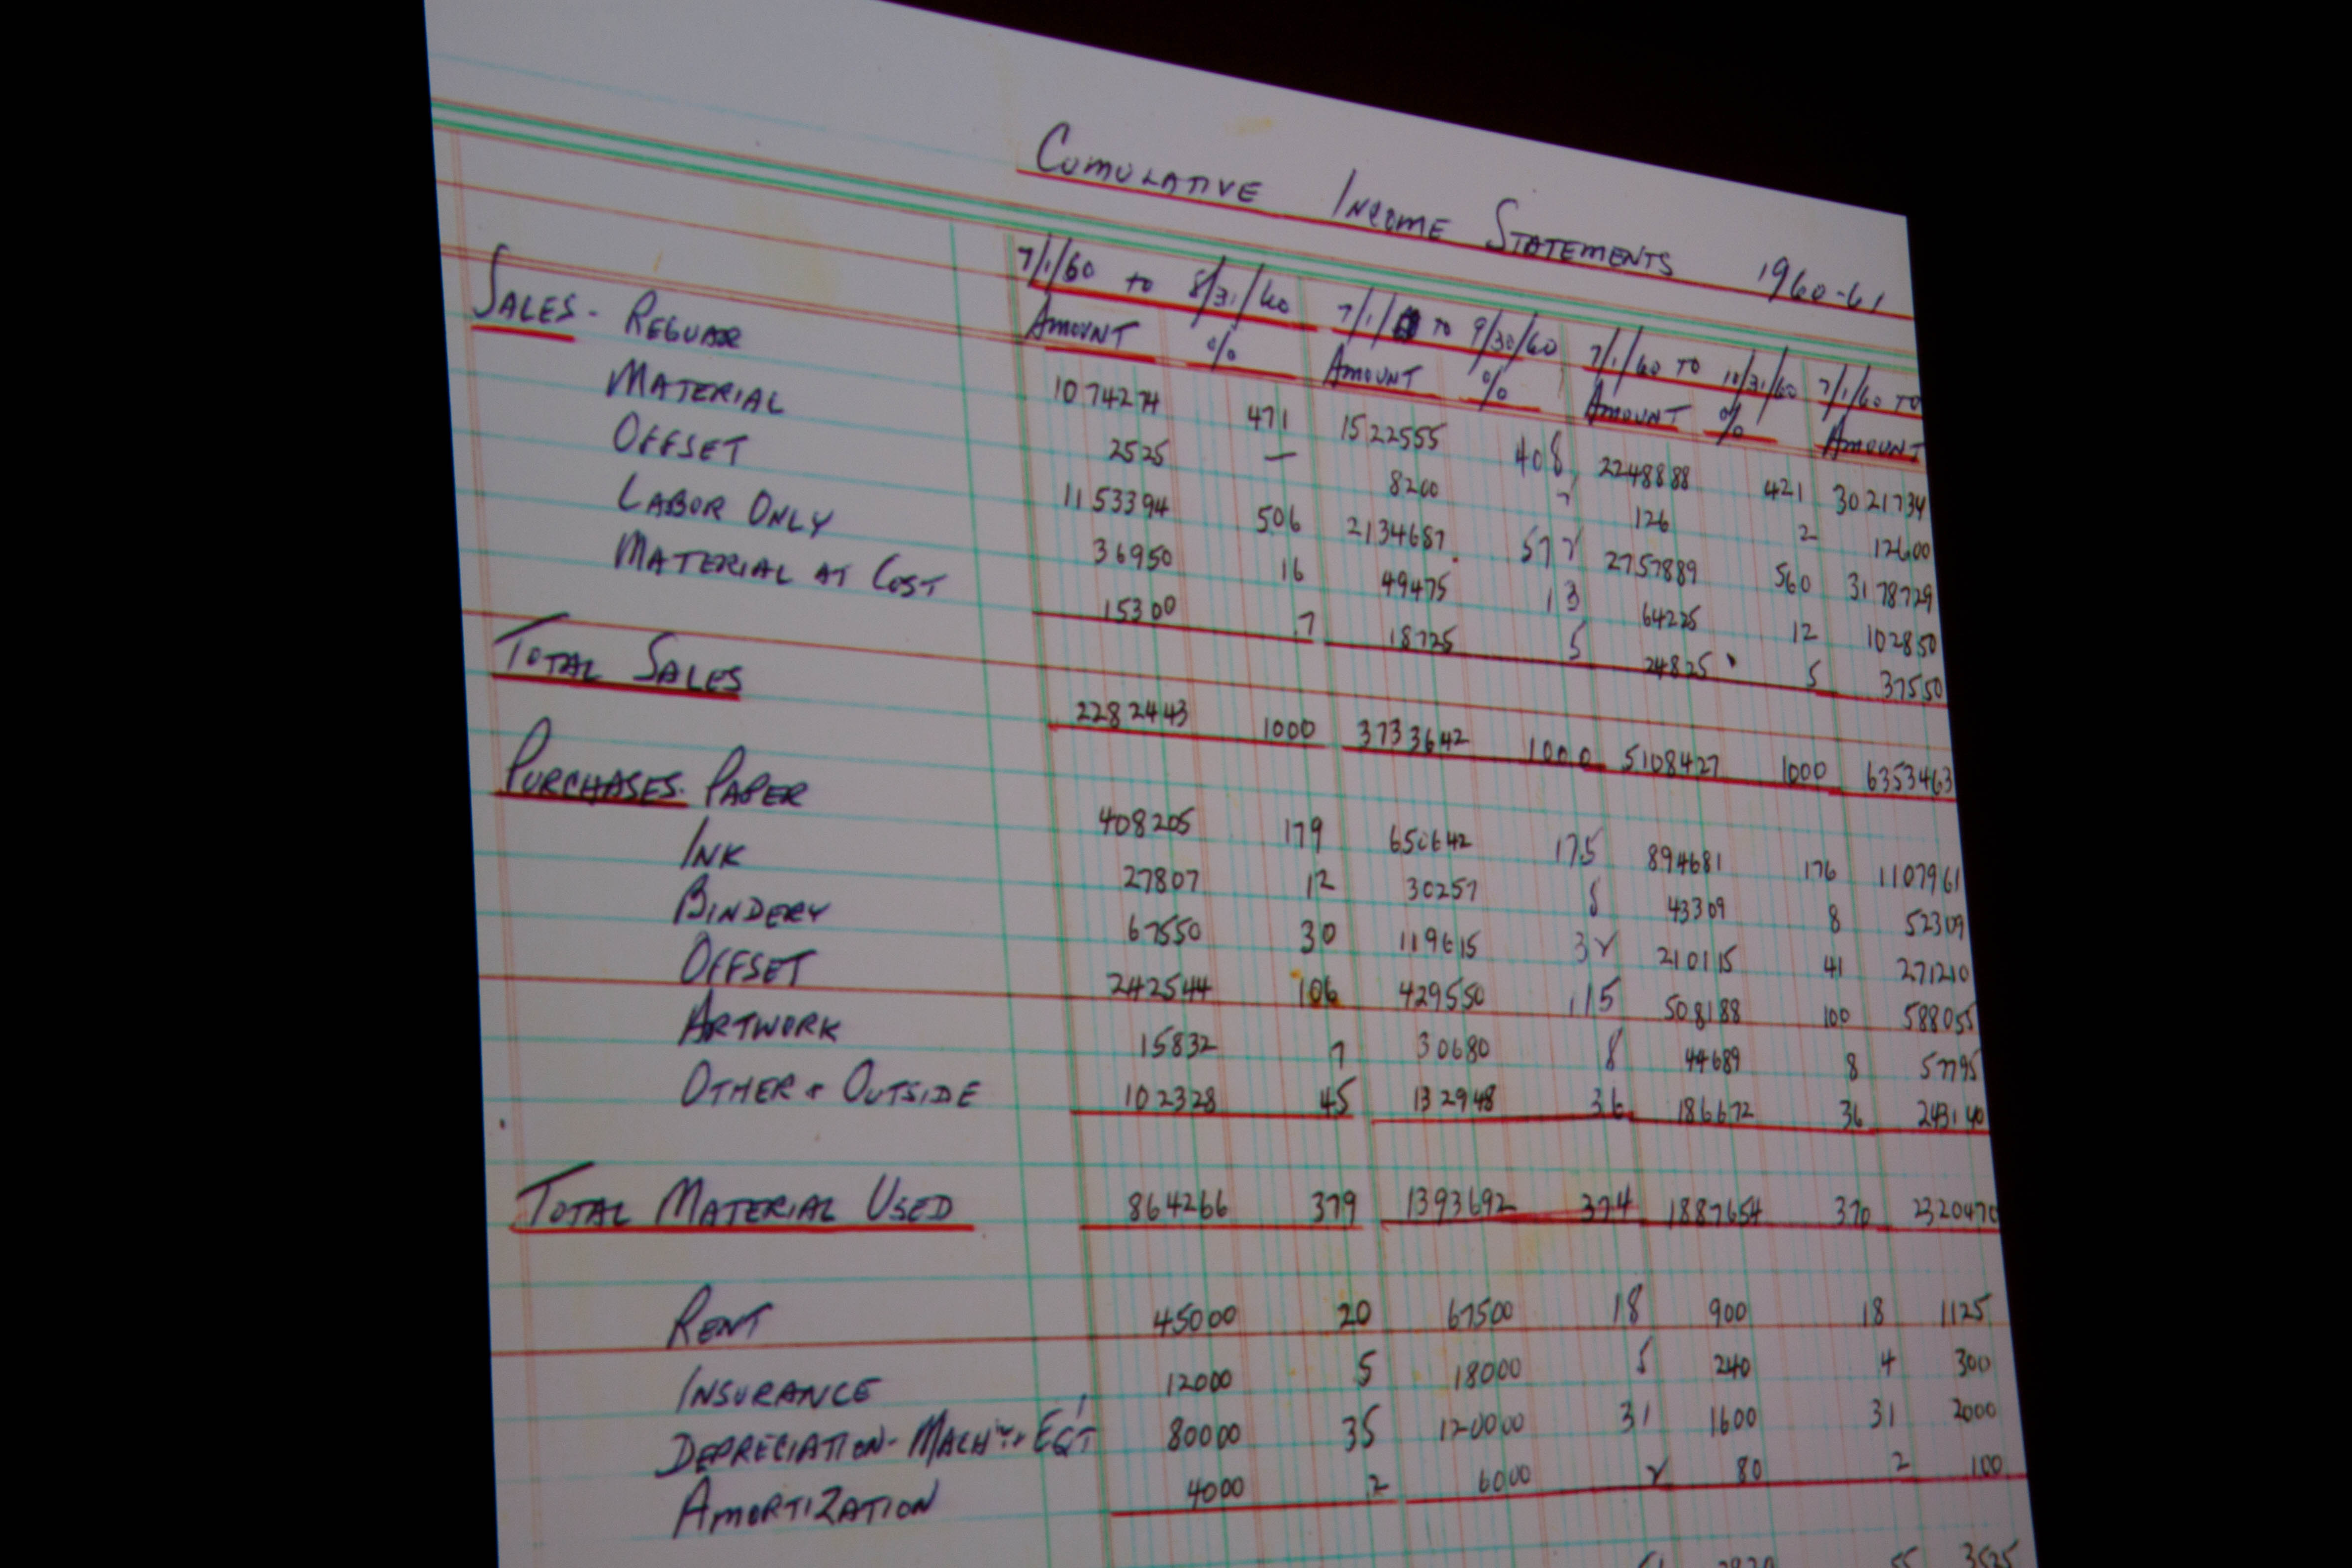 CUMULATIVE INCOME STATEMENTS 1960-61
7/1/60 to 8/31/60 7/1/ TO 9/30/60 7/1/60 TO 10/31/60 7/1/60 TO
AMOUNT % AMOUNT % AMOUNT % AMOUNT
SALES - REGULAR 1074274 471 1522555 408 2248888 421 3021734
MATERIAL 2525 — 8200 126 2 12600
OFFSET 1153394 506 2134687 572 2757889 560 3178729
LABOR ONLY 36950 16 49475 13 64225 12 102850
MATERIAL AT COST 15300 7 18725 5 24825 5 37550
TOTAL SALES 2282443 1000 3733642 1000 5108427 1000 6353463
PURCHASES - PAPER 408205 179 650642 175 894681 176 1107961
INK 27807 12 30257 8 43309 8 52309
BINDERY 67550 30 119615 32 210115 41 271210
OFFSET 242544 106 429550 115 508188 100 588055
ARTWORK 15832 7 30680 8 44689 8 57795
OTHER + OUTSIDE 102328 45 132948 36 186672 36 243140
TOTAL MATERIAL USED 864266 379 1393692 374 1887654 370 2320470
RENT 45000 20 67500 18 900 18 1125
INSURANCE 12000 5 18000 5 240 4 300
DEPRECIATION - MACH'Y + EQT 80000 35 120000 31 1600 31 2000
AMORTIZATION 4000 2 6000 2 80 2 100
55 3525